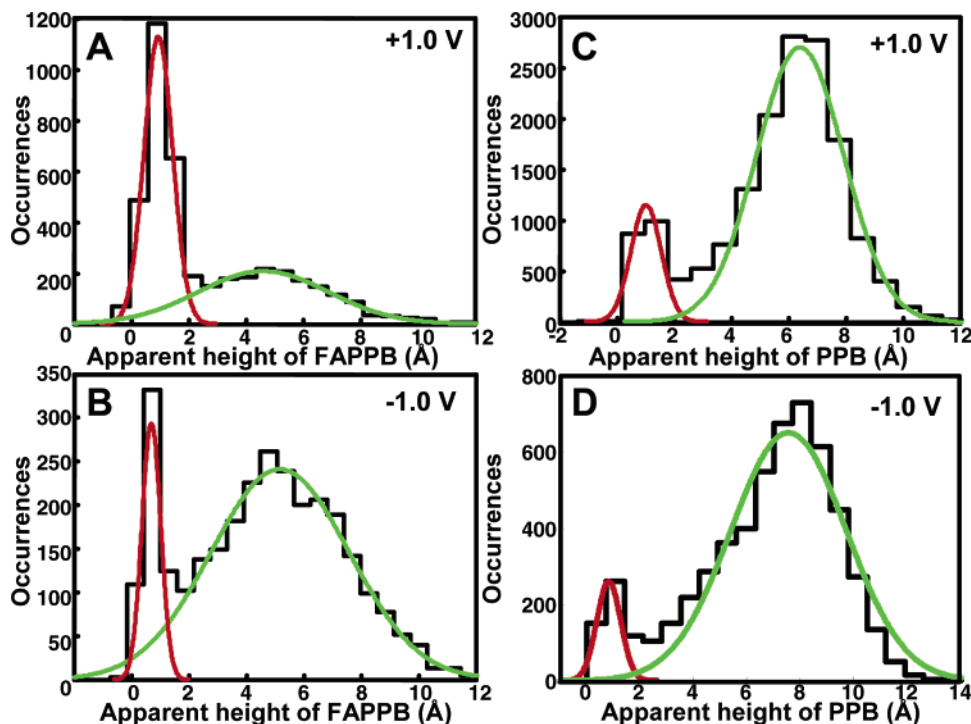 A
+1.0 V
Occurrences
1200
1000
800
600
400
200
0
0 2 4 6 8 10 12
Apparent height of FAPPB (Å)
C
+1.0 V
Occurrences
3000
2500
2000
1500
1000
500
0
-2 0 2 4 6 8 10 12
Apparent height of PPB (Å)
B
-1.0 V
Occurrences
350
300
250
200
150
100
50
0
0 2 4 6 8 10 12
Apparent height of FAPPB (Å)
D
-1.0 V
Occurrences
800
600
400
200
0
0 2 4 6 8 10 12 14
Apparent height of PPB (Å)